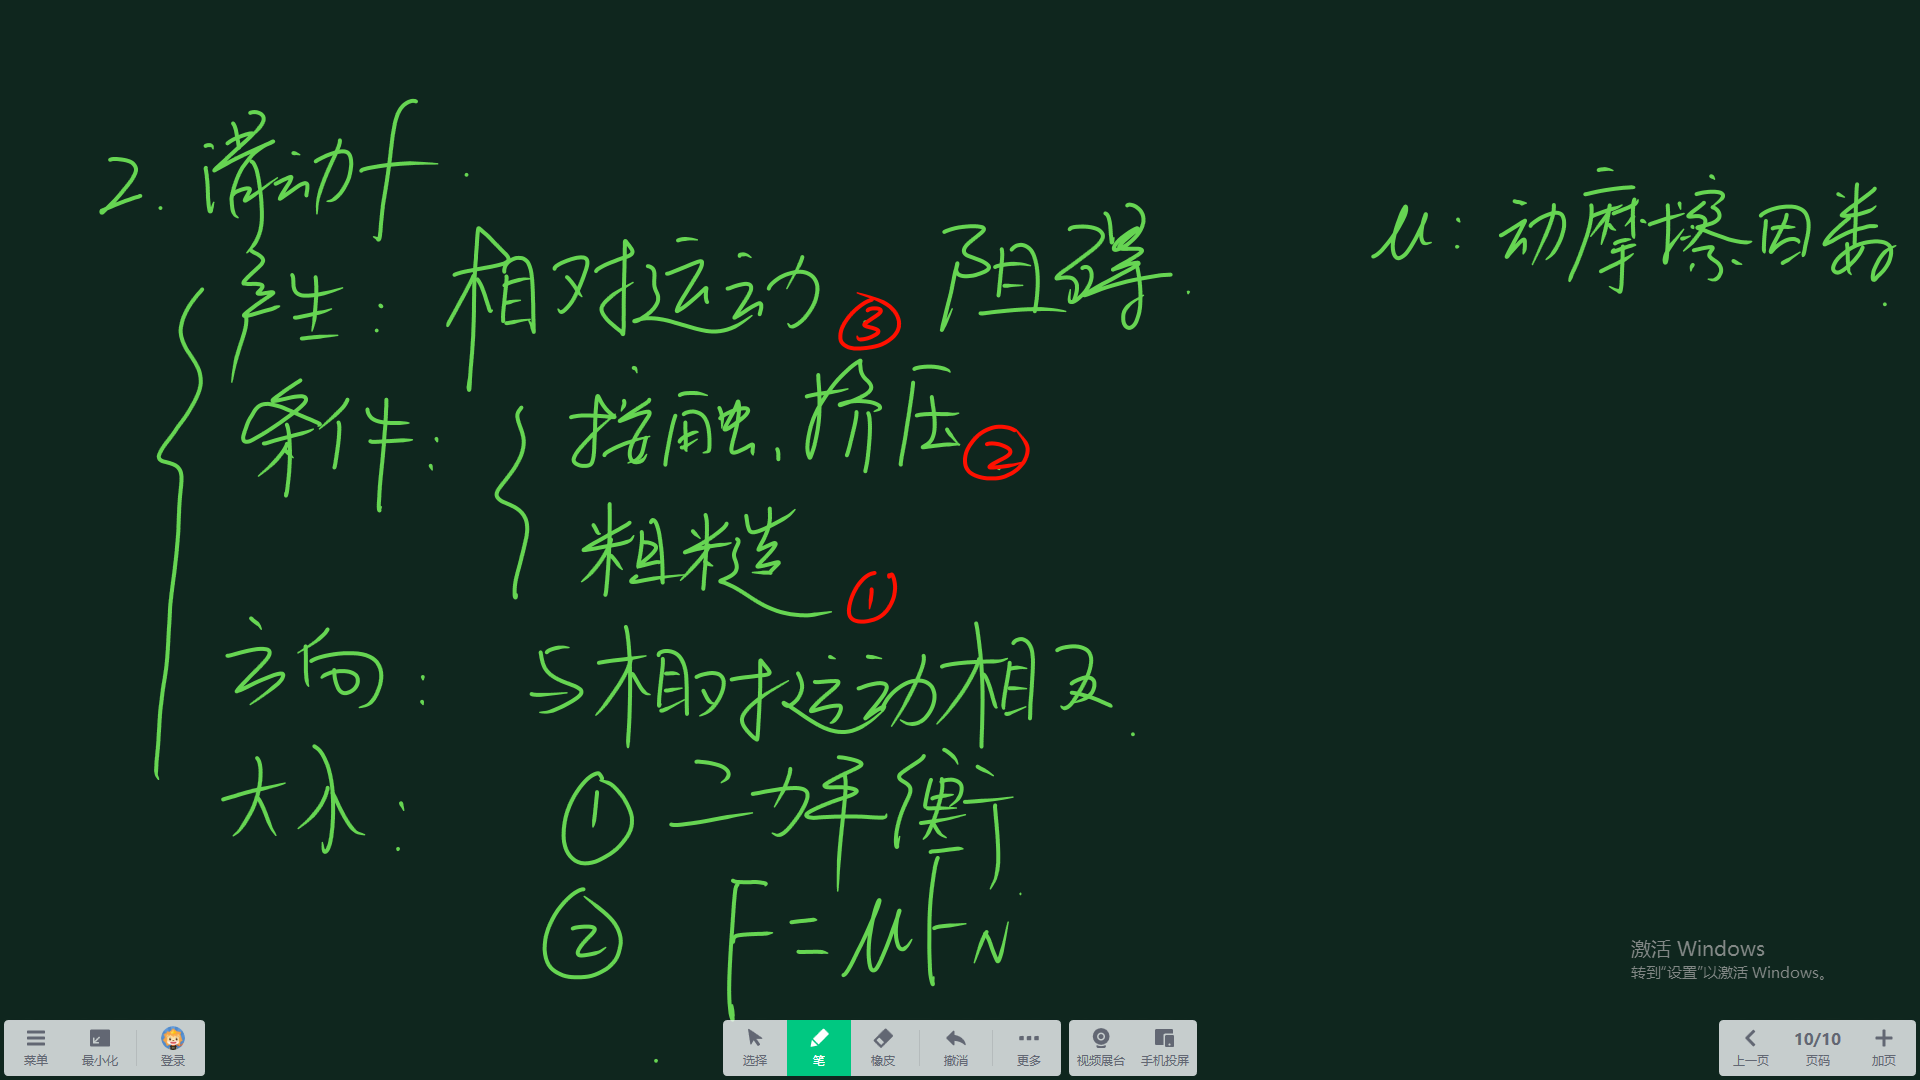 2. 滑动f.
产生: 相对运动 ③ 阻碍.
μ: 动摩擦因数.
条件: 接触、挤压 ②
粗糙 ①
方向: 与相对运动相反.
大小: ① 二力平衡
② F=μFN
激活 Windows
转到“设置”以激活 Windows。
菜单 最小化 登录 选择 笔 橡皮 撤消 更多 视频展台 手机投屏 上一页 10/10 页码 加页